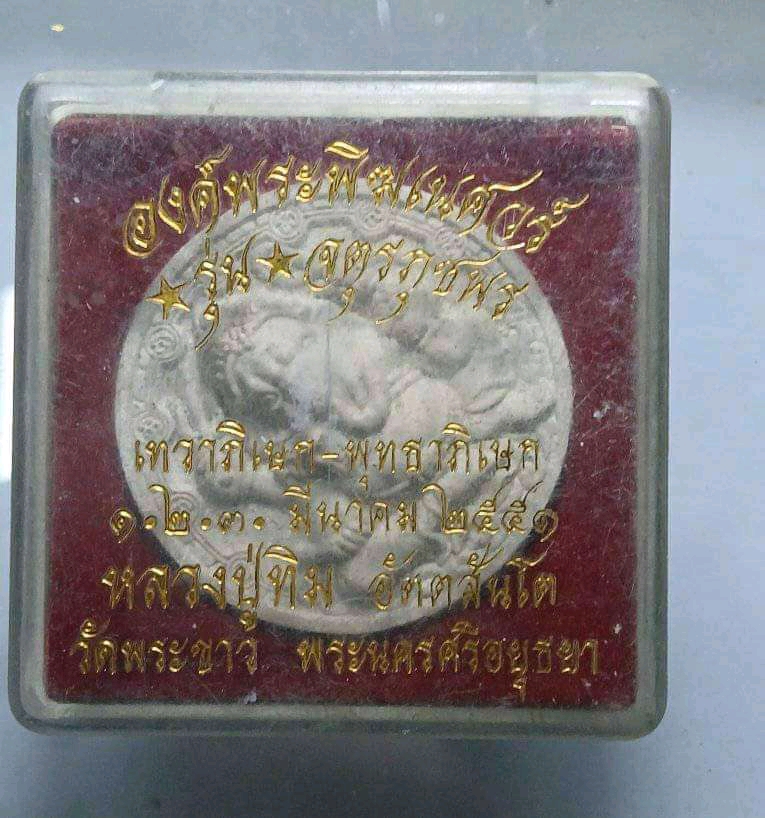 องค์พระพิฆเนศวร์
★รุ่น★จตุรภุชพร
เทวาภิเษก-พุทธาภิเษก
๑.๒.๓. มีนาคม ๒๕๕๑
หลวงปู่ทิม อัตตสันโต
วัดพระขาว พระนครศรีอยุธยา